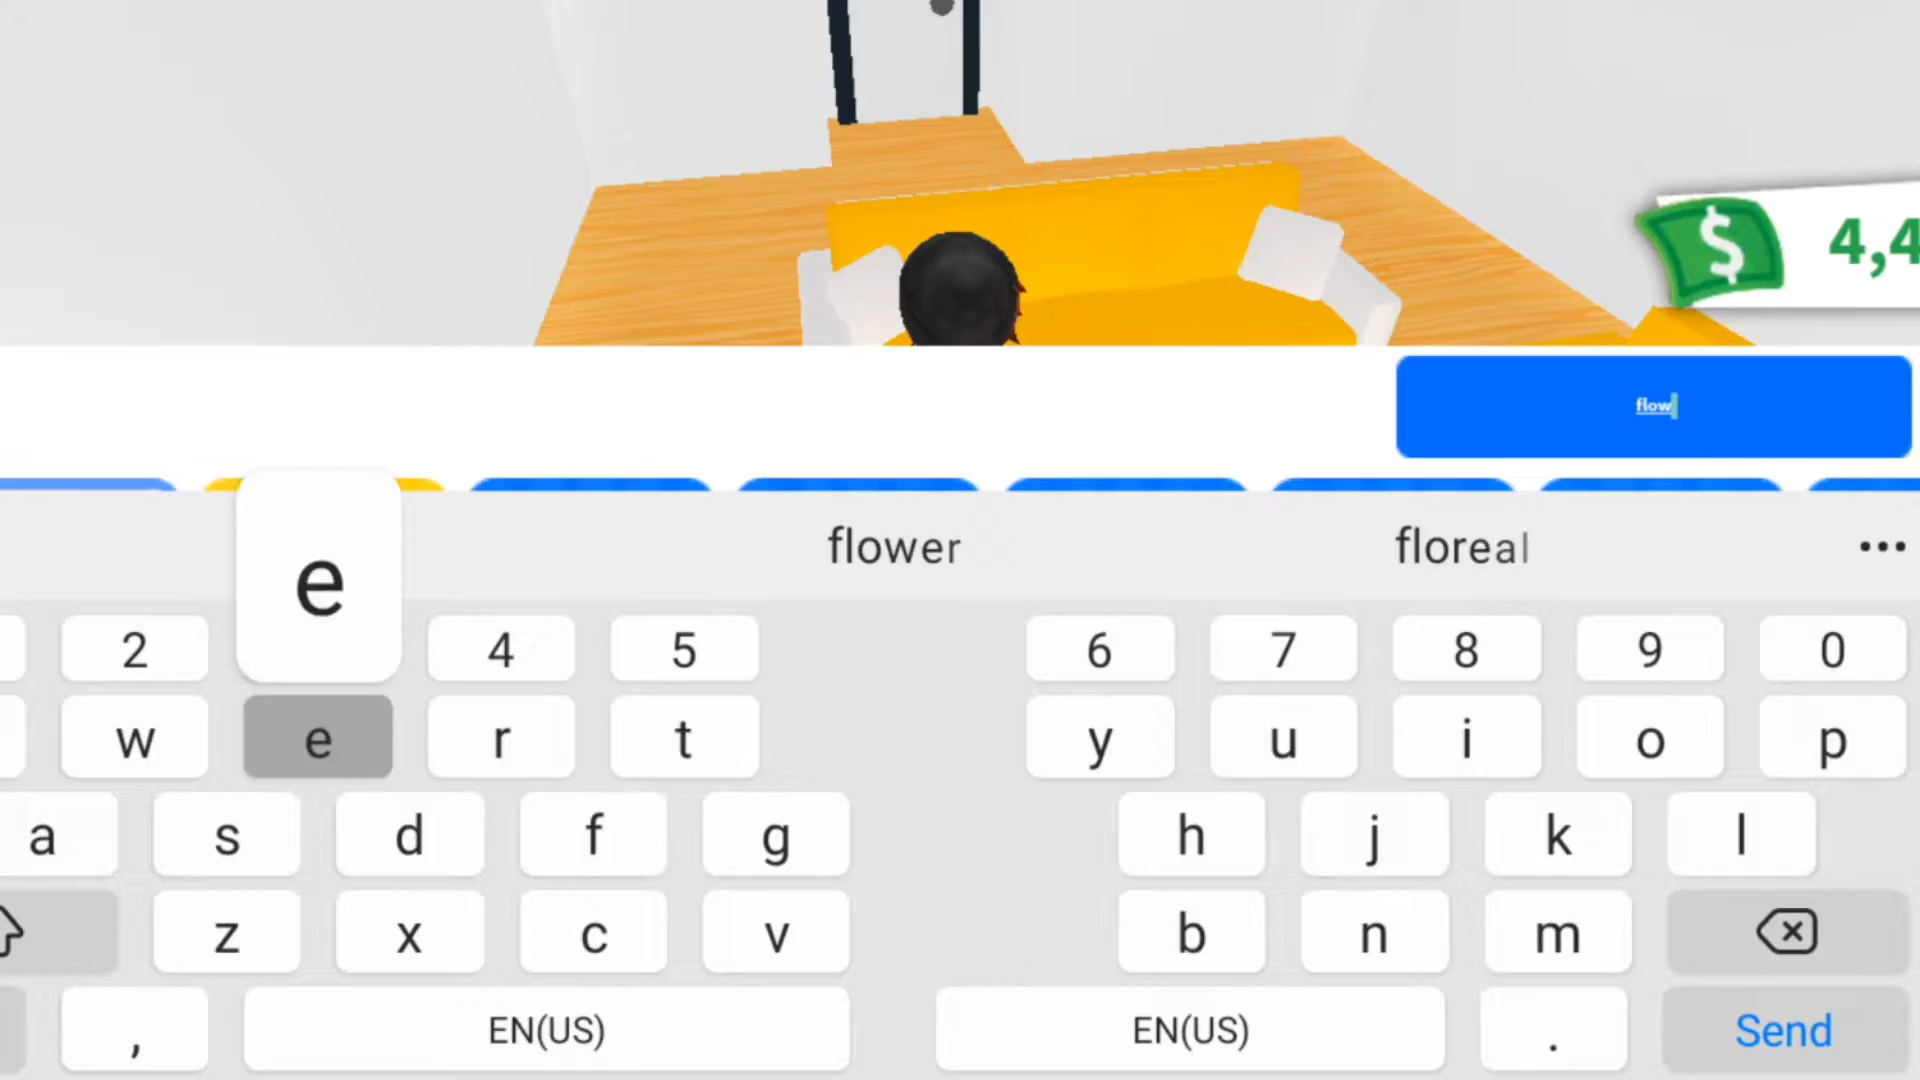 4,4
flow
flower floreal •••
e
2 4 5 6 7 8 9 0
w e r t y u i o p
a s d f g h j k l
z x c v b n m
, EN(US) EN(US) . Send